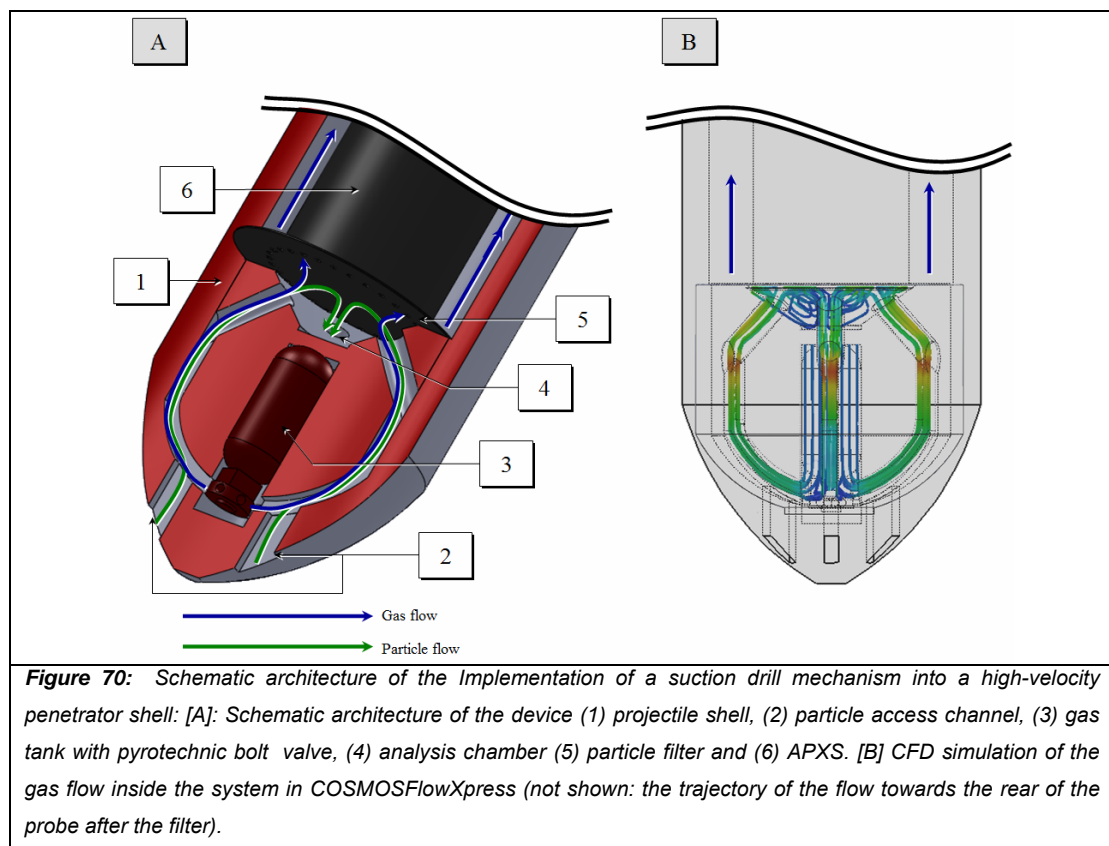 A
B
6
1
5
4
3
2
Gas flow
Particle flow
Figure 70: Schematic architecture of the Implementation of a suction drill mechanism into a high-velocity
penetrator shell: [A]: Schematic architecture of the device (1) projectile shell, (2) particle access channel, (3) gas
tank with pyrotechnic bolt valve, (4) analysis chamber (5) particle filter and (6) APXS. [B] CFD simulation of the
gas flow inside the system in COSMOSFlowXpress (not shown: the trajectory of the flow towards the rear of the
probe after the filter).